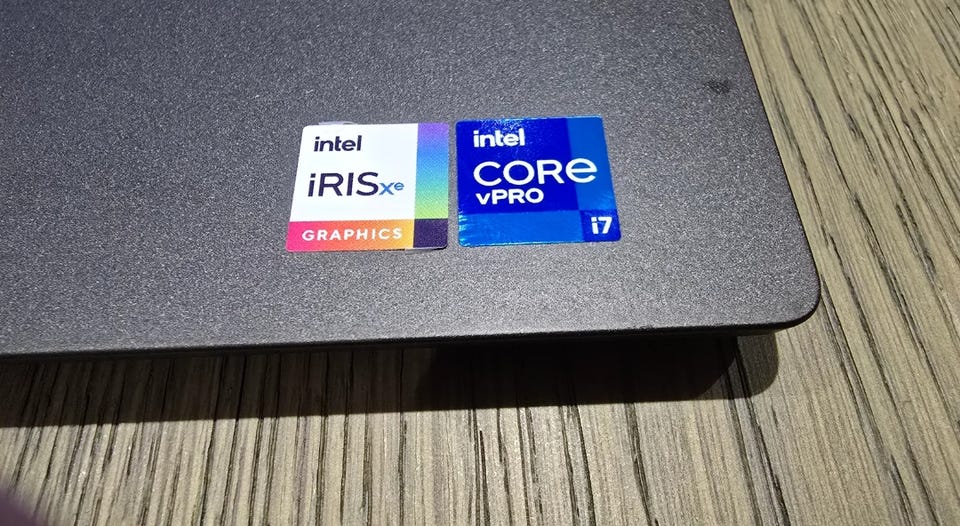 intel
iRISxe
GRAPHICS
intel
CORe
vPRO
i7